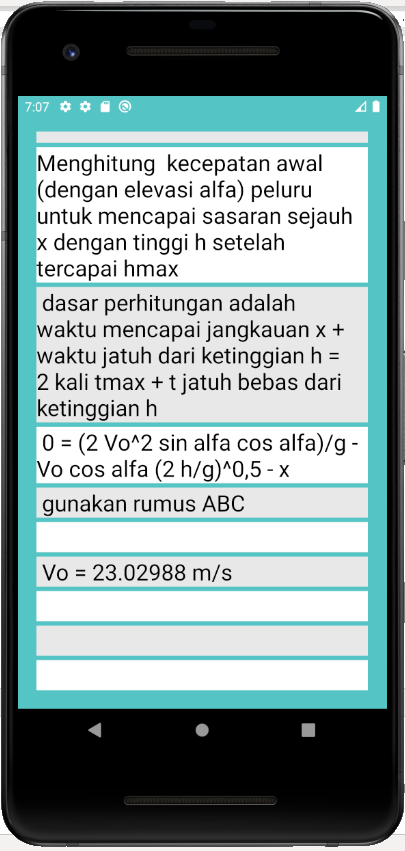 7:07
Menghitung  kecepatan awal
(dengan elevasi alfa) peluru
untuk mencapai sasaran sejauh
x dengan tinggi h setelah
tercapai hmax
dasar perhitungan adalah
waktu mencapai jangkauan x +
waktu jatuh dari ketinggian h =
2 kali tmax + t jatuh bebas dari
ketinggian h
0 = (2 Vo^2 sin alfa cos alfa)/g -
Vo cos alfa (2 h/g)^0,5 - x
gunakan rumus ABC
Vo = 23.02988 m/s